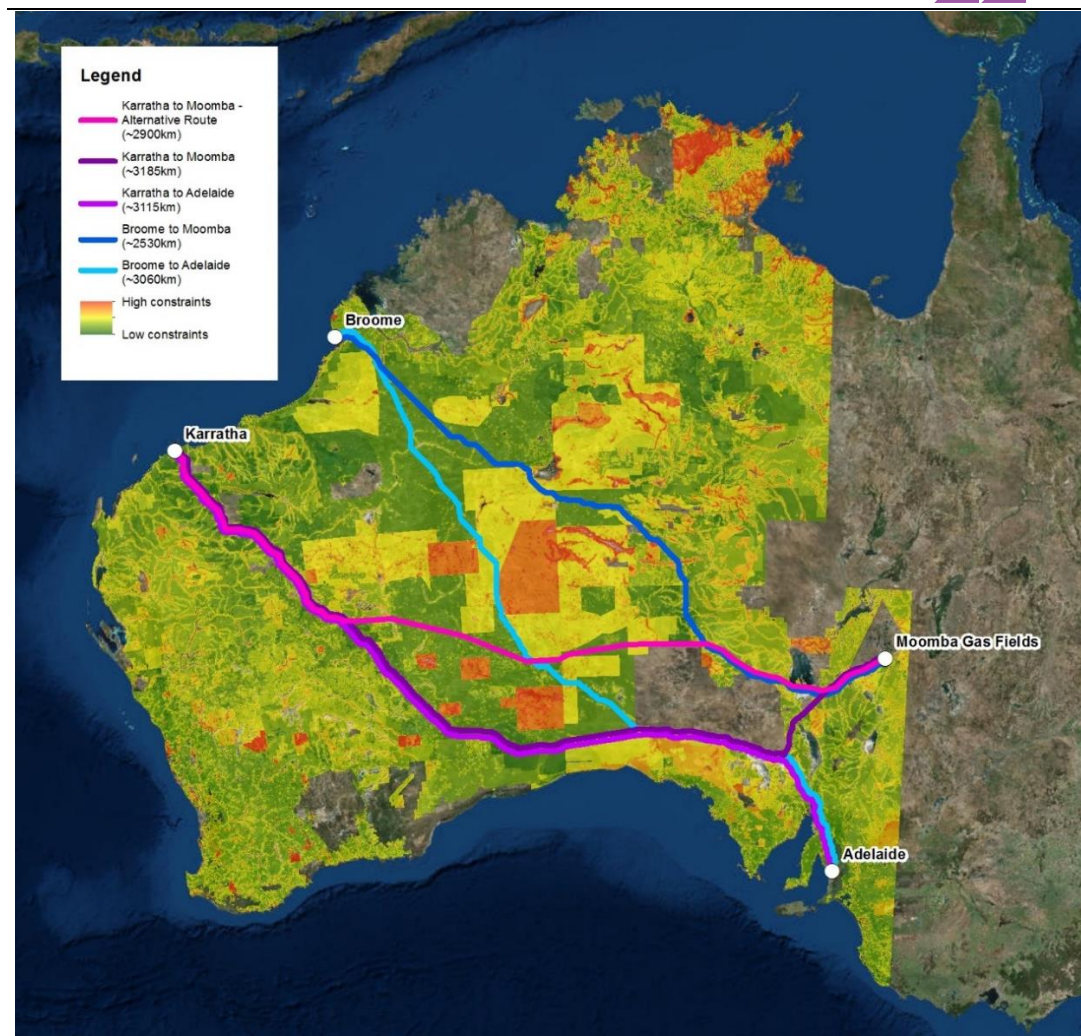 Legend
Karratha to Moomba -
Alternative Route
(~2900km)
Karratha to Moomba
(~3185km)
Karratha to Adelaide
(~3115km)
Broome to Moomba
(~2530km)
Broome to Adelaide
(~3060km)
High constraints
Low constraints
Broome
Karratha
Moomba Gas Fields
Adelaide